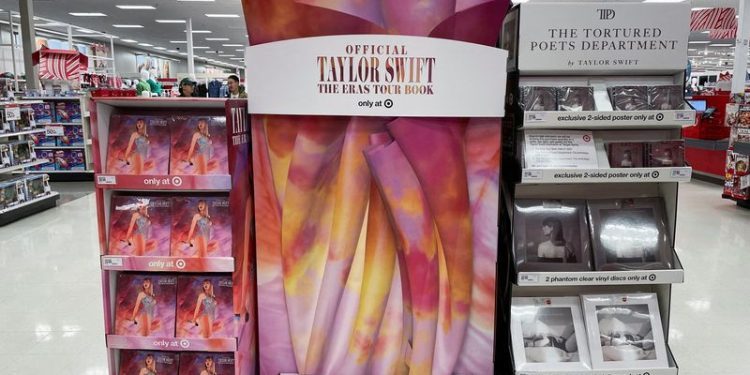 OFFICIAL
TAYLOR SWIFT
THE ERAS TOUR BOOK
only at
TTPD
THE TORTURED
POETS DEPARTMENT
by TAYLOR SWIFT
exclusive 2-sided poster only at
exclusive 2-sided poster only at
2 phantom clear vinyl discs only at
only at
only at
only at
TAYLOR